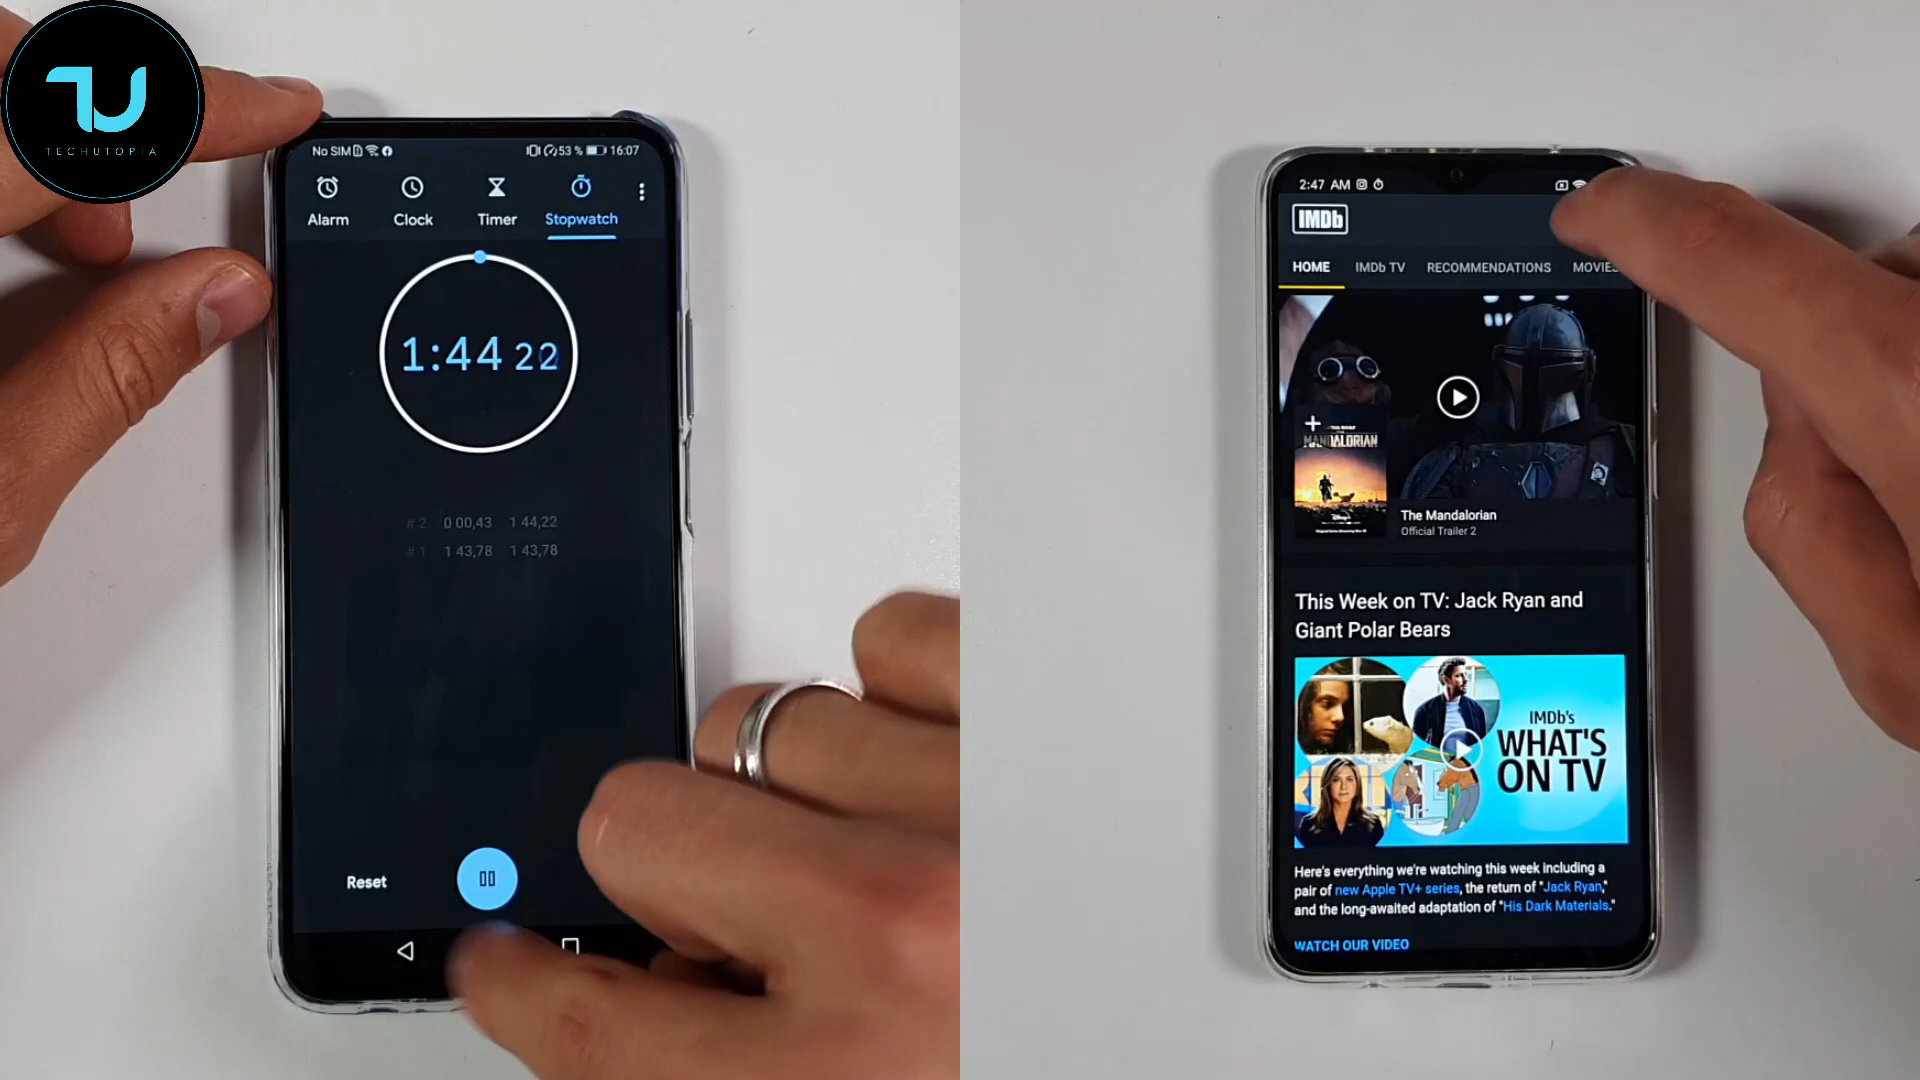 TU
TECHUTOPIA
No SIM 53 % 16:07
Alarm Clock Timer Stopwatch
1:44 22
# 2 0 00,43 1 44,22
# 1 1 43,78 1 43,78
Reset
2:47 AM
IMDb
HOME IMDb TV RECOMMENDATIONS MOVIES
MANDALORIAN
The Mandalorian
Official Trailer 2
This Week on TV: Jack Ryan and
Giant Polar Bears
IMDb's
WHAT'S
ON TV
Here's everything we're watching this week including a
pair of new Apple TV+ series, the return of "Jack Ryan,"
and the long-awaited adaptation of "His Dark Materials."
WATCH OUR VIDEO